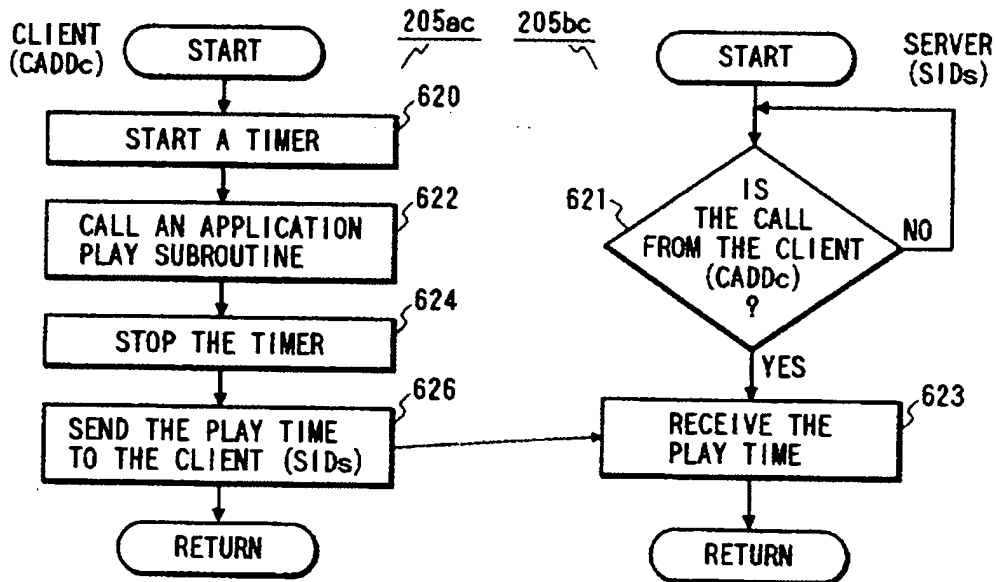 CLIENT
(CADDc)
START
205ac
620
START A TIMER
622
CALL AN APPLICATION
PLAY SUBROUTINE
624
STOP THE TIMER
626
SEND THE PLAY TIME
TO THE CLIENT (SIDs)
RETURN
205bc
START
SERVER
(SIDs)
621
IS
THE CALL
FROM THE CLIENT
(CADDc)
?
NO
YES
623
RECEIVE THE
PLAY TIME
RETURN